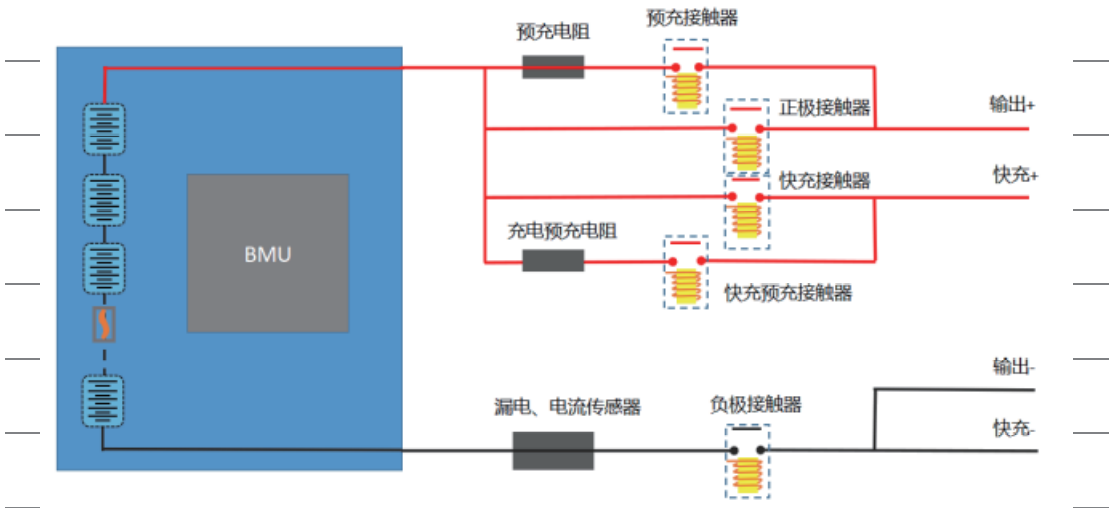 预充接触器
预充电阻
正极接触器
输出+
快充接触器
快充+
充电预充电阻
BMU
快充预充接触器
输出-
漏电、电流传感器
负极接触器
快充-